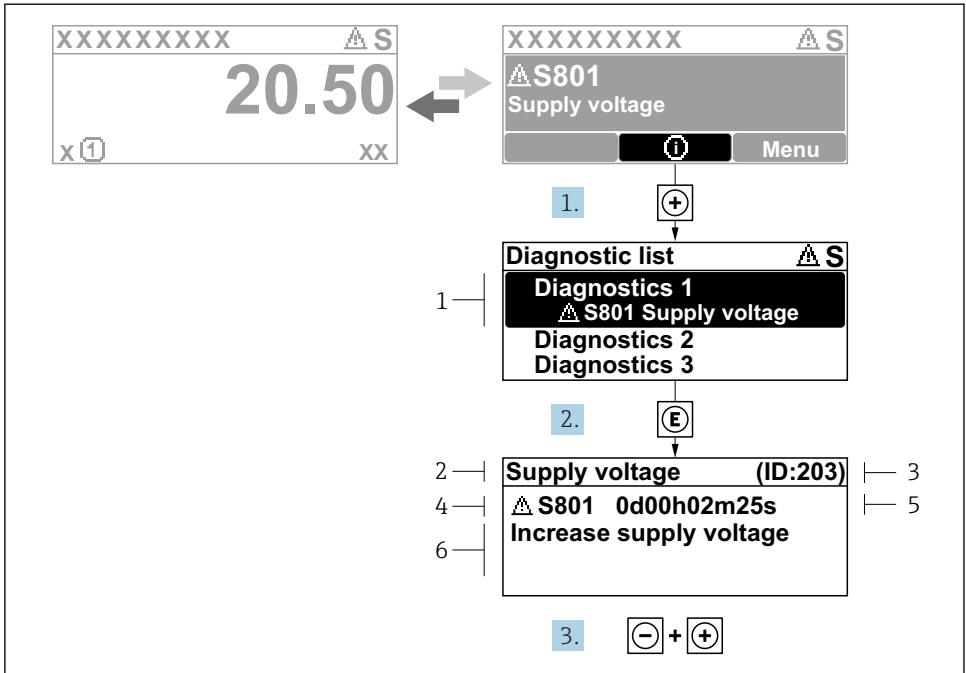 XXXXXXXXX ⚠ S
20.50
x 1 XX
XXXXXXXXX ⚠ S
⚠ S801
Supply voltage
i Menu
1. +
Diagnostic list ⚠ S
1
Diagnostics 1
⚠ S801 Supply voltage
Diagnostics 2
Diagnostics 3
2. E
2 Supply voltage (ID:203) 3
4 ⚠ S801 0d00h02m25s 5
6 Increase supply voltage
3. - + +